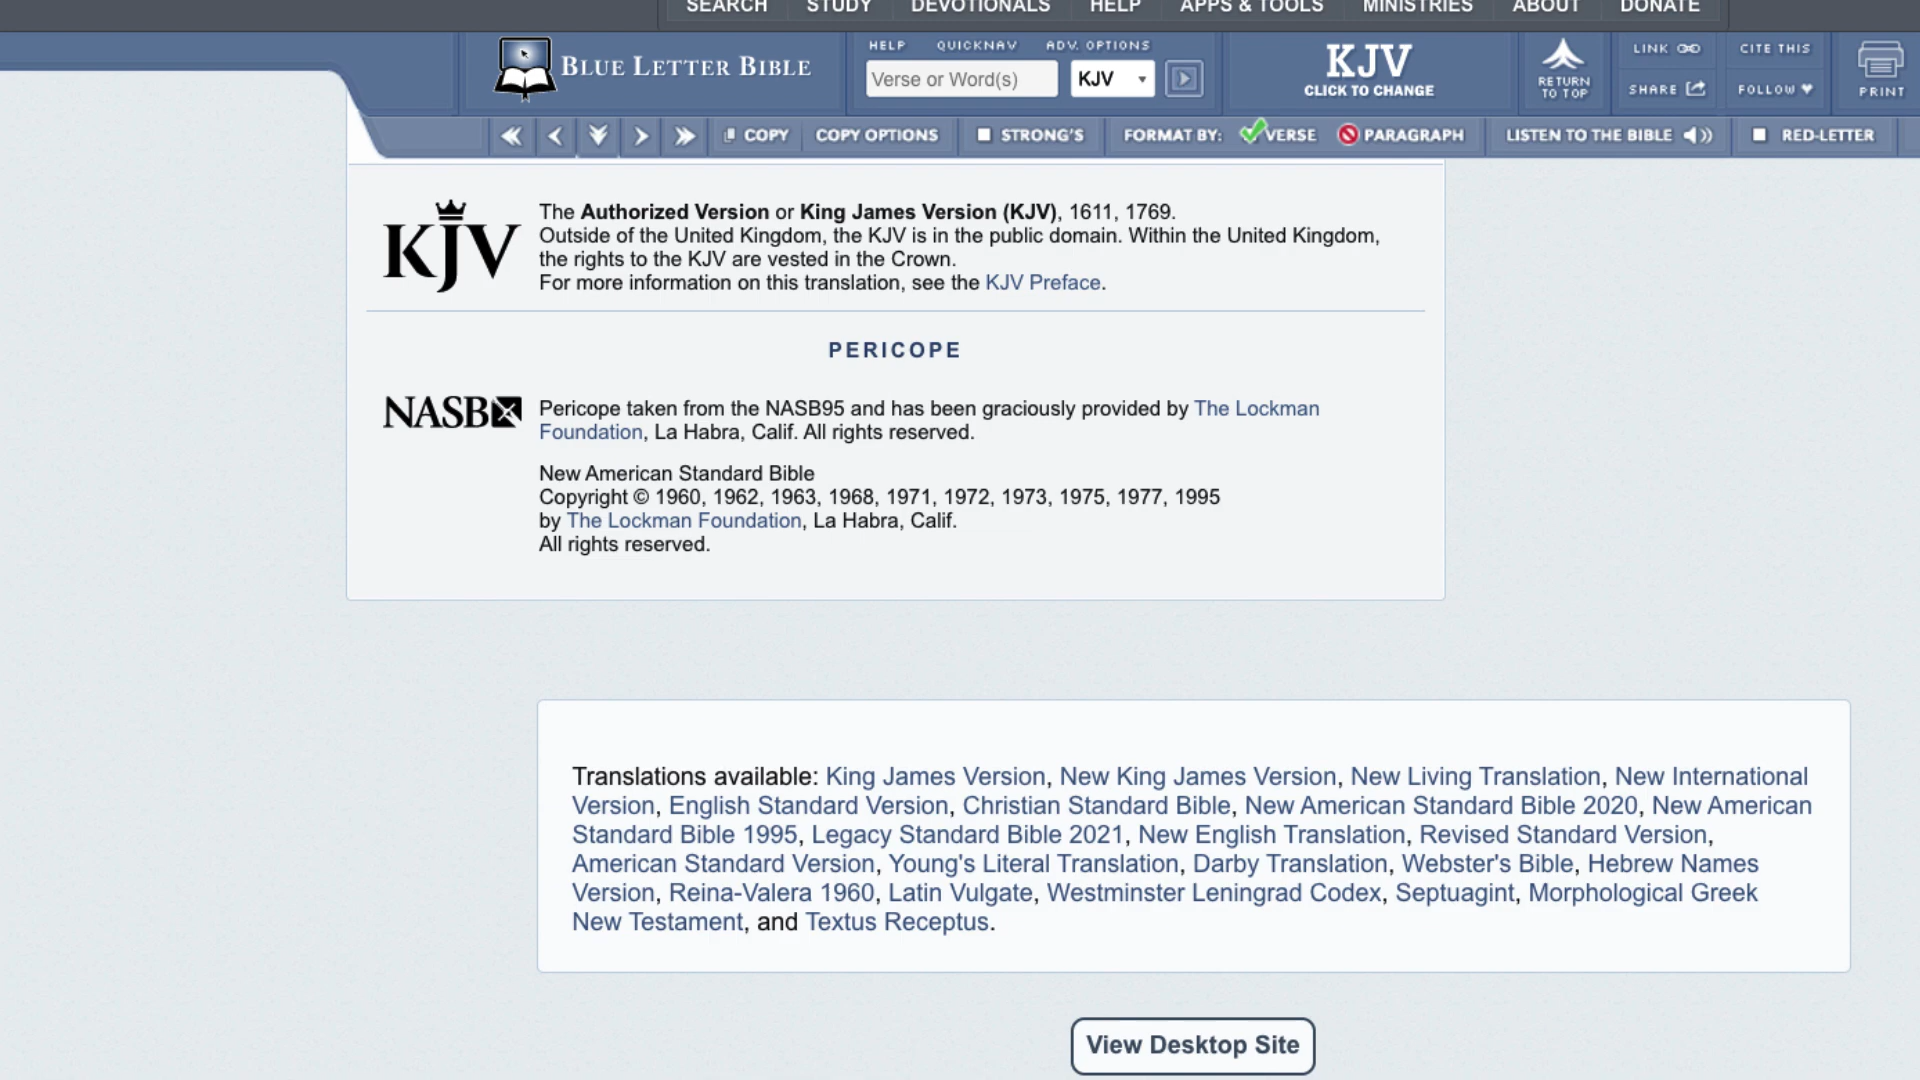 SEARCH STUDY DEVOTIONALS HELP APPS & TOOLS MINISTRIES ABOUT DONATE
BLUE LETTER BIBLE
HELP QUICKNAV ADV. OPTIONS
Verse or Word(s) KJV
KJV
CLICK TO CHANGE
RETURN
TO TOP
LINK
SHARE
CITE THIS
FOLLOW
PRINT
COPY COPY OPTIONS STRONG'S FORMAT BY: VERSE PARAGRAPH LISTEN TO THE BIBLE RED-LETTER
KJV
The Authorized Version or King James Version (KJV), 1611, 1769.
Outside of the United Kingdom, the KJV is in the public domain. Within the United Kingdom,
the rights to the KJV are vested in the Crown.
For more information on this translation, see the KJV Preface.
PERICOPE
NASB
Pericope taken from the NASB95 and has been graciously provided by The Lockman
Foundation, La Habra, Calif. All rights reserved.
New American Standard Bible
Copyright © 1960, 1962, 1963, 1968, 1971, 1972, 1973, 1975, 1977, 1995
by The Lockman Foundation, La Habra, Calif.
All rights reserved.
Translations available: King James Version, New King James Version, New Living Translation, New International
Version, English Standard Version, Christian Standard Bible, New American Standard Bible 2020, New American
Standard Bible 1995, Legacy Standard Bible 2021, New English Translation, Revised Standard Version,
American Standard Version, Young's Literal Translation, Darby Translation, Webster's Bible, Hebrew Names
Version, Reina-Valera 1960, Latin Vulgate, Westminster Leningrad Codex, Septuagint, Morphological Greek
New Testament, and Textus Receptus.
View Desktop Site